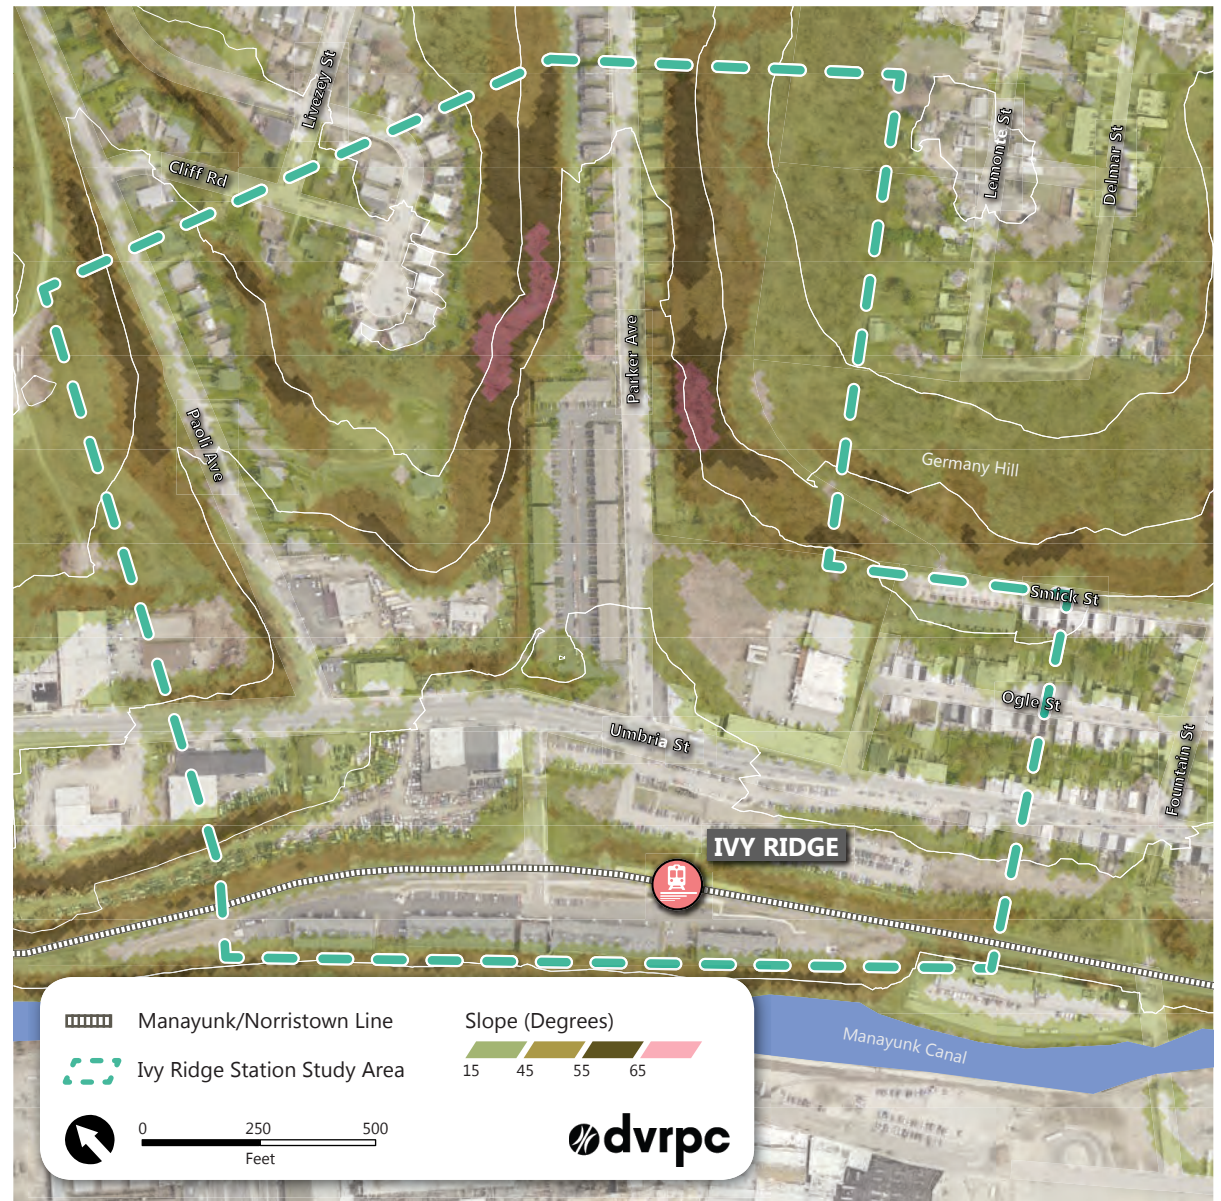 Livezey St
Cliff Rd
Lemonte St
Delmar St
Parker Ave
Paoli Ave
Germany Hill
Smick St
Ogle St
Umbria St
Fountain St
IVY RIDGE
Manayunk Canal
Manayunk/Norristown Line
Ivy Ridge Station Study Area
0 250 500
Feet
Slope (Degrees)
15 45 55 65
dvrpc